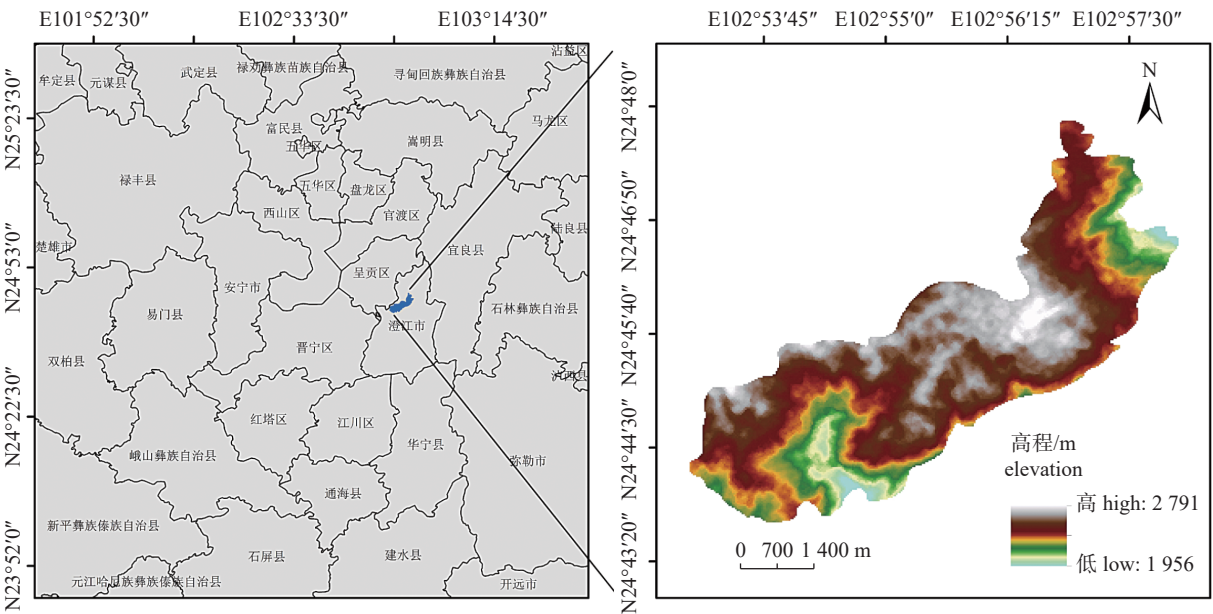 E101°52′30″
E102°33′30″
E103°14′30″
E102°53′45″
E102°55′0″
E102°56′15″
E102°57′30″
N25°23′30″
N24°53′0″
N24°22′30″
N23°52′0″
沾益区
牟定县
元谋县
武定县
禄劝彝族苗族自治县
寻甸回族彝族自治县
马龙区
富民县
五华区
嵩明县
禄丰县
五华区
盘龙区
西山区
官渡区
陆良县
楚雄市
宜良县
呈贡区
安宁市
易门县
石林彝族自治县
澄江市
晋宁区
双柏县
泸西县
红塔区
江川区
华宁县
峨山彝族自治县
弥勒市
通海县
新平彝族傣族自治县
石屏县
建水县
元江哈尼族彝族傣族自治县
开远市
N24°48′0″
N24°46′50″
N24°45′40″
N24°44′30″
N24°43′20″
N
高程/m
elevation
高 high: 2 791
低 low: 1 956
0 700 1 400 m